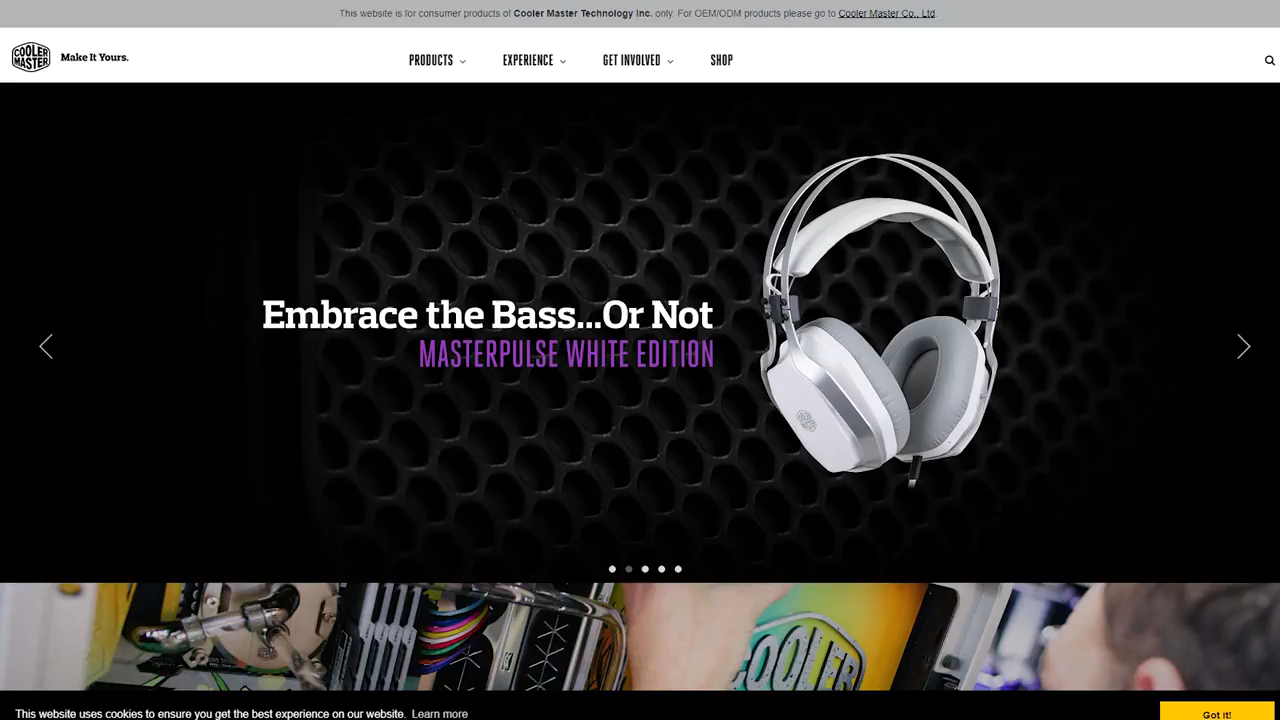 This website is for consumer products of Cooler Master Technology Inc. only. For OEM/ODM products please go to Cooler Master Co., Ltd.
COOLER
MASTER
Make It Yours.
PRODUCTS
EXPERIENCE
GET INVOLVED
SHOP
Embrace the Bass...Or Not
MASTERPULSE WHITE EDITION
COOLER
This website uses cookies to ensure you get the best experience on our website. Learn more
Got it!